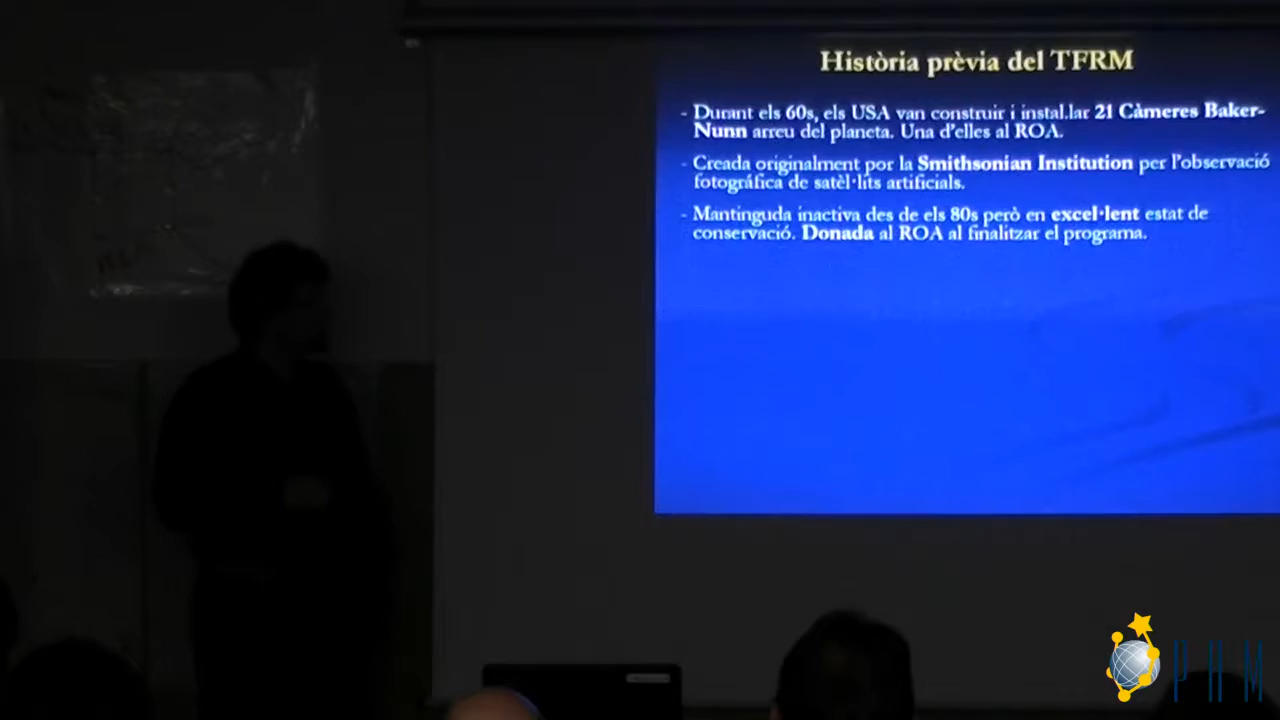 Història prèvia del TFRM
- Durant els 60s, els USA van construir i instal.lar 21 Càmeres Baker-
Nunn arreu del planeta. Una d'elles al ROA.
- Creada originalment por la Smithsonian Institution per l'observació
fotográfica de satèl·lits artificials.
- Mantinguda inactiva des de els 80s però en excel·lent estat de
conservació. Donada al ROA al finalitzar el programa.
PHM